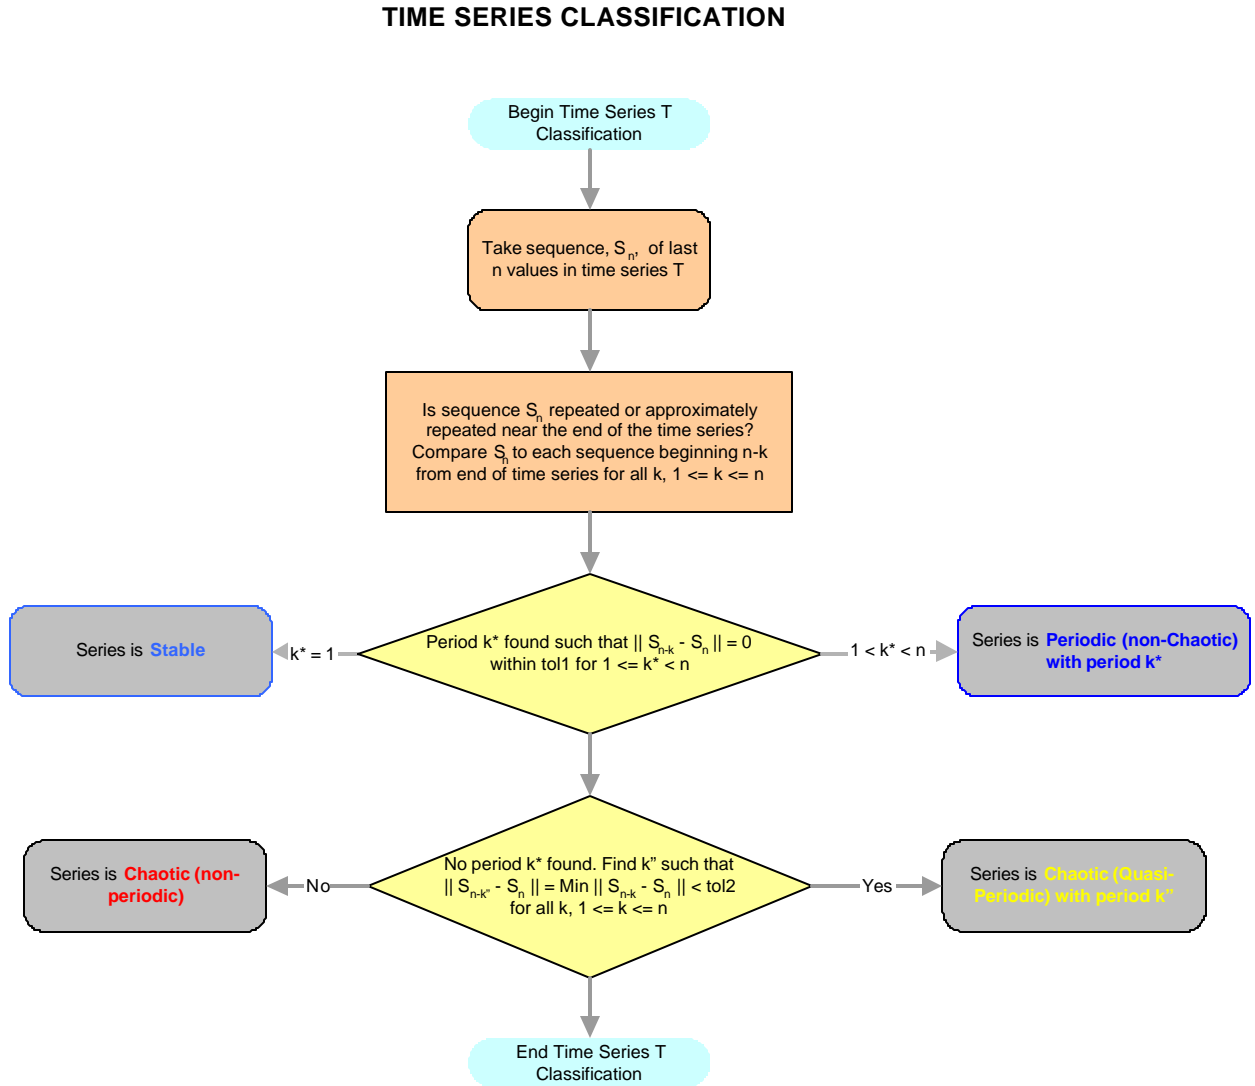 TIME SERIES CLASSIFICATION
Begin Time Series T
Classification
Take sequence, Sn, of last
n values in time series T
Is sequence Sn repeated or approximately
repeated near the end of the time series?
Compare Sn to each sequence beginning n-k
from end of time series for all k, 1 <= k <= n
Series is Stable
k* = 1
Period k* found such that || Sn-k - Sn || = 0
within tol1 for 1 <= k* < n
1 < k* < n
Series is Periodic (non-Chaotic)
with period k*
Series is Chaotic (non-
periodic)
No
No period k* found. Find k” such that
|| Sn-k" - Sn || = Min || Sn-k - Sn || < tol2
for all k, 1 <= k <= n
Yes
Series is Chaotic (Quasi-
Periodic) with period k”
End Time Series T
Classification